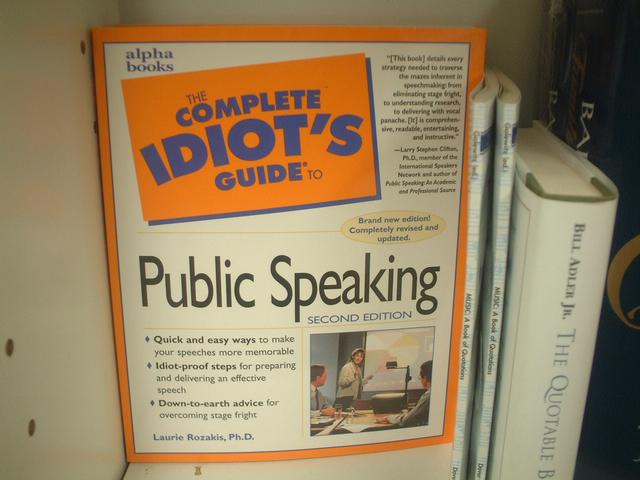 alpha
books
THE
COMPLETE
IDIOT'S
GUIDE® TO
"[This book] details every
strategy needed to traverse
the mazes inherent in
speechmaking: from
eliminating stage fright,
to understanding research,
to delivering with vocal
panache. [It] is comprehen-
sive, readable, entertaining,
and instructive."
—Larry Stephen Clifton,
Ph.D., member of the
International Speakers
Network and author of
Public Speaking: An Academic
and Professional Source
Brand new edition!
Completely revised and
updated.
Public Speaking
SECOND EDITION
♦ Quick and easy ways to make
your speeches more memorable
♦ Idiot-proof steps for preparing
and delivering an effective
speech
♦ Down-to-earth advice for
overcoming stage fright
Laurie Rozakis, Ph.D.
MUSIC: A Book of Quotations
Dover
MUSIC: A Book of Quotations
Dover
BILL ADLER JR. THE QUOTABLE B
BA